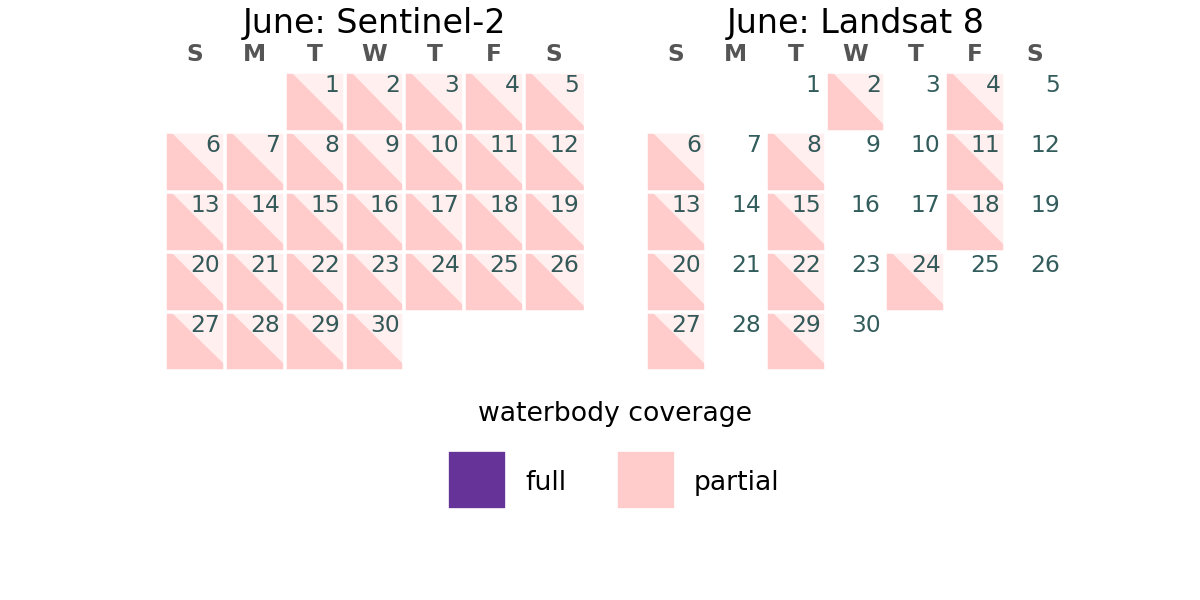 June: Sentinel-2
S M T W T F S
1 2 3 4 5
6 7 8 9 10 11 12
13 14 15 16 17 18 19
20 21 22 23 24 25 26
27 28 29 30
June: Landsat 8
S M T W T F S
1 2 3 4 5
6 7 8 9 10 11 12
13 14 15 16 17 18 19
20 21 22 23 24 25 26
27 28 29 30
waterbody coverage
full partial